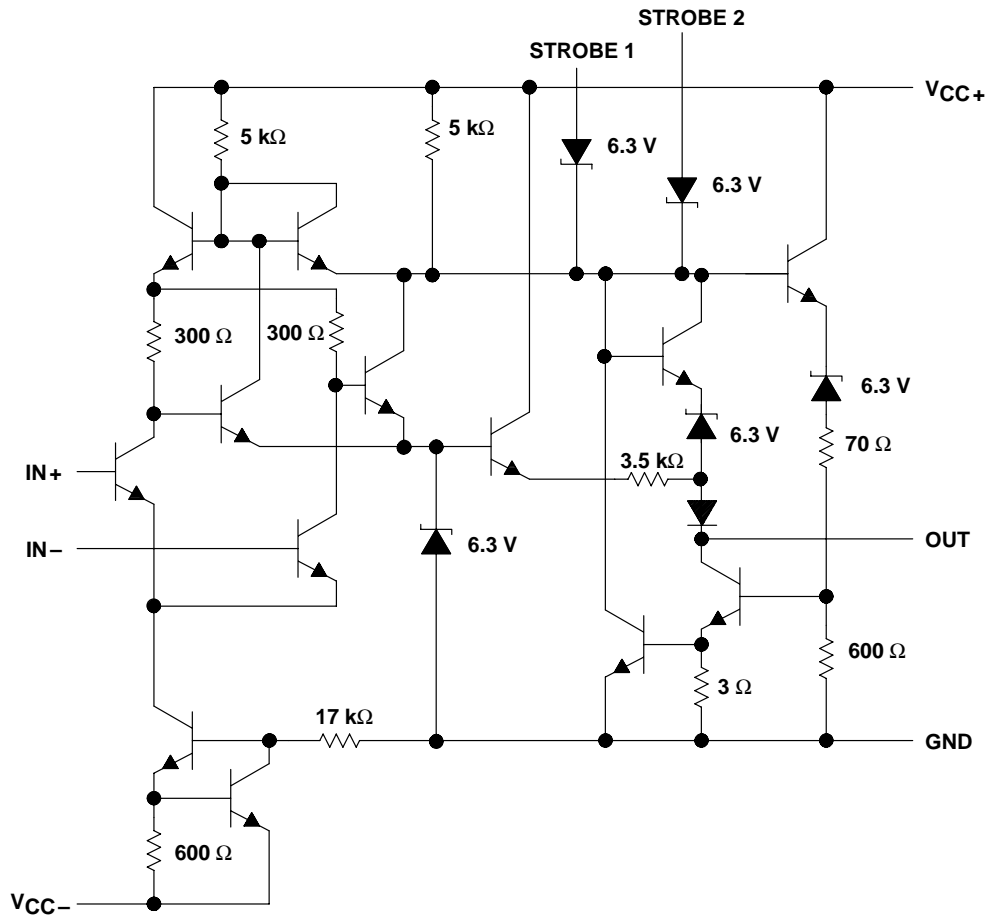 STROBE 2
STROBE 1
VCC+
5 kΩ
5 kΩ
6.3 V
6.3 V
300 Ω
300 Ω
6.3 V
6.3 V
70 Ω
3.5 kΩ
IN+
IN−
6.3 V
OUT
600 Ω
3 Ω
17 kΩ
GND
600 Ω
VCC−